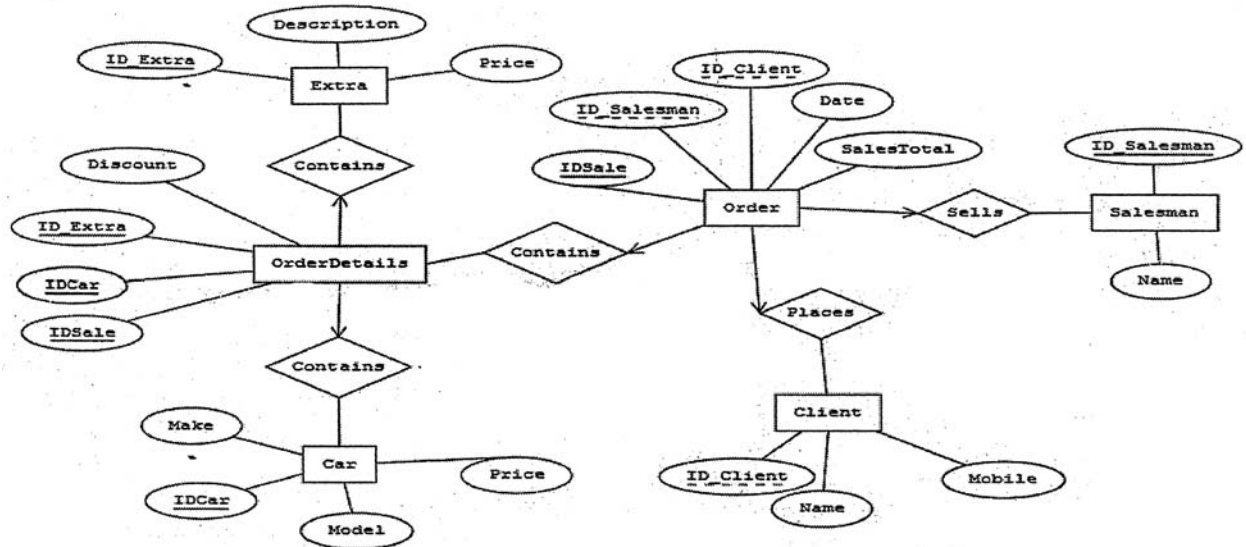 Description
ID_Extra
Price
Extra
Contains
Discount
ID_Extra
IDCar
IDSale
OrderDetails
Contains
Contains
Make
IDCar
Car
Model
Price
ID_Client
ID_Salesman
Date
IDSale
SalesTotal
Order
Sells
ID_Salesman
Salesman
Name
Places
Client
ID_Client
Name
Mobile